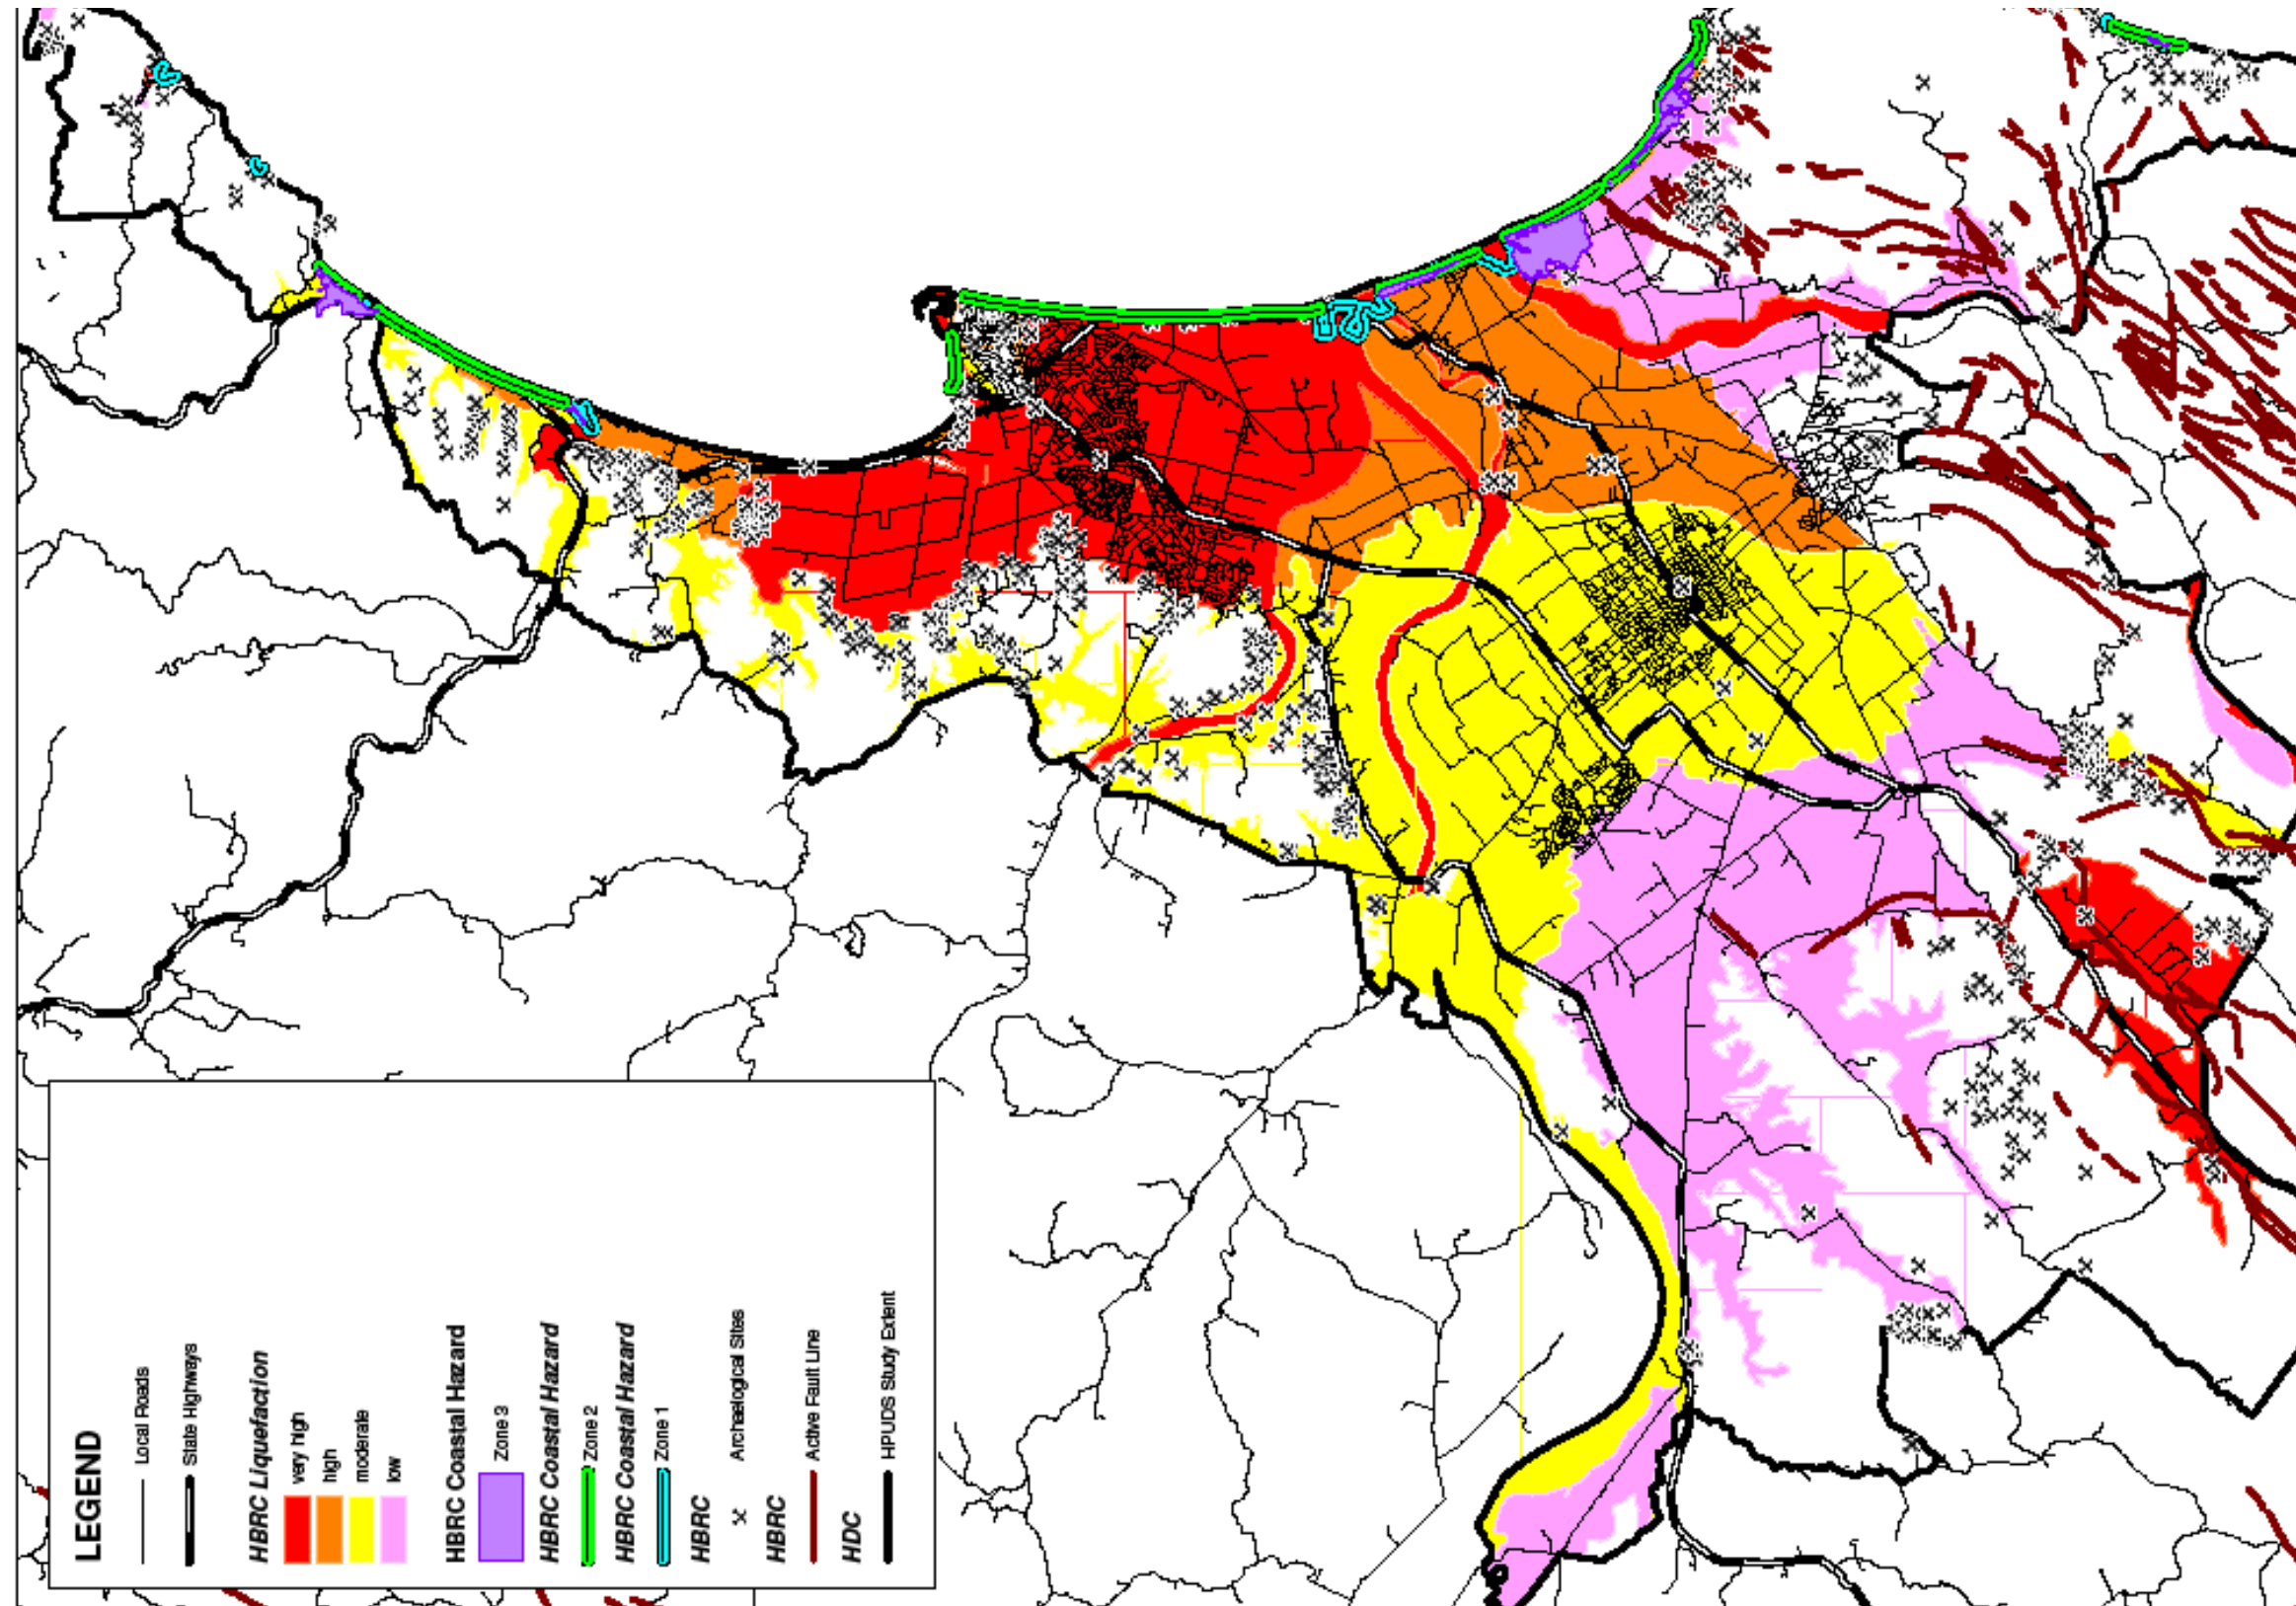 LEGEND
Local Roads
State Highways
HBRC Liquefaction
very high
high
moderate
low
HBRC Coastal Hazard
Zone 3
HBRC Coastal Hazard
Zone 2
HBRC Coastal Hazard
Zone 1
HBRC
Archaelogical Sites
HBRC
Active Fault Line
HDC
HPUDS Study Extent